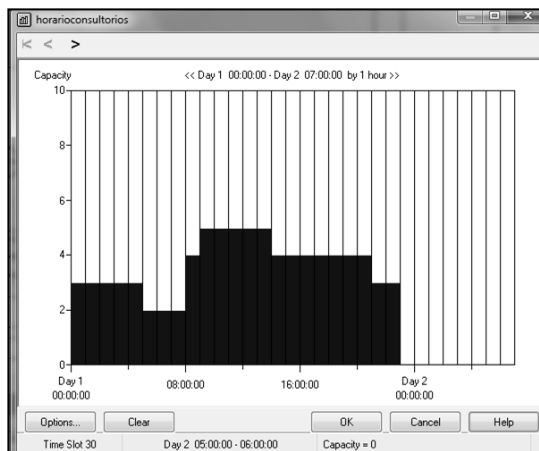 horarioconsultorios
Capacity
<< Day 1 00:00:00 - Day 2 07:00:00 by 1 hour >>
10
8
6
4
2
0
Day 1
00:00:00
08:00:00
16:00:00
Day 2
00:00:00
Options...
Clear
OK
Cancel
Help
Time Slot 30
Day 2 05:00:00 - 06:00:00
Capacity = 0